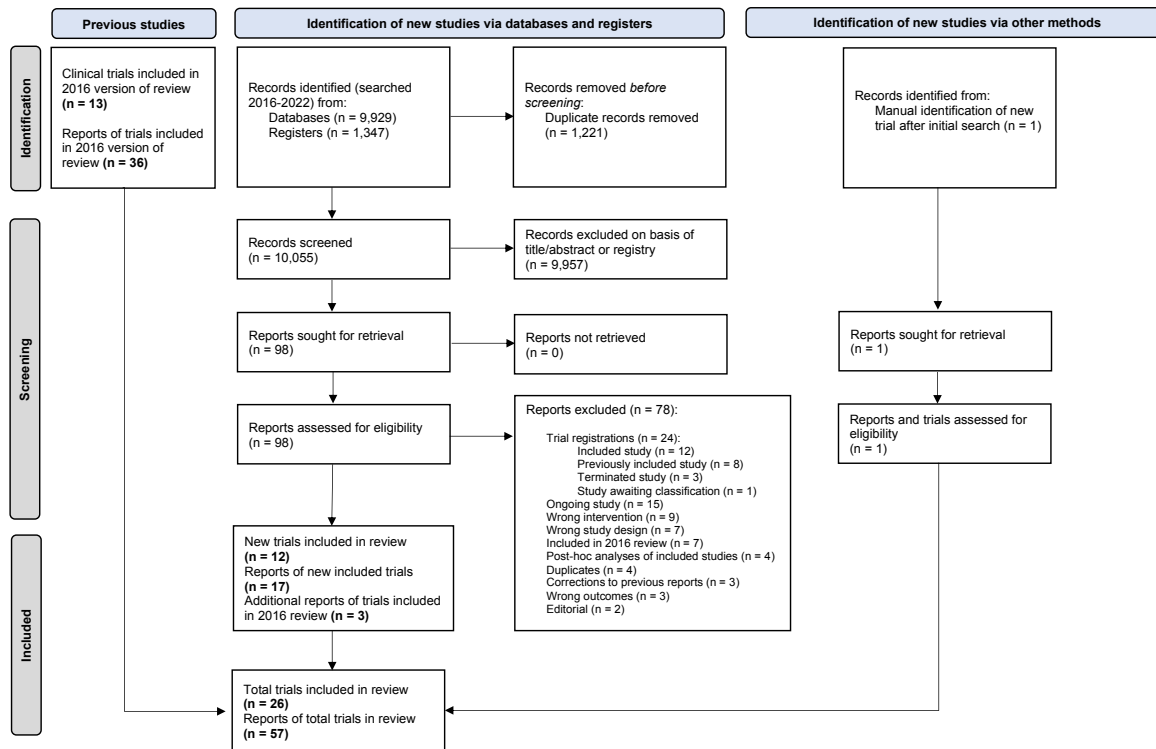 Previous studies
Identification of new studies via databases and registers
Identification of new studies via other methods
Identification
Clinical trials included in
2016 version of review
(n = 13)
Reports of trials included
in 2016 version of
review (n = 36)
Records identified (searched
2016-2022) from:
Databases (n = 9,929)
Registers (n = 1,347)
Records removed before
screening:
Duplicate records removed
(n = 1,221)
Records identified from:
Manual identification of new
trial after initial search (n = 1)
Screening
Records screened
(n = 10,055)
Records excluded on basis of
title/abstract or registry
(n = 9,957)
Reports sought for retrieval
(n = 98)
Reports not retrieved
(n = 0)
Reports sought for retrieval
(n = 1)
Reports assessed for eligibility
(n = 98)
Reports excluded (n = 78):
Trial registrations (n = 24):
Included study (n = 12)
Previously included study (n = 8)
Terminated study (n = 3)
Study awaiting classification (n = 1)
Ongoing study (n = 15)
Wrong intervention (n = 9)
Wrong study design (n = 7)
Included in 2016 review (n = 7)
Post-hoc analyses of included studies (n = 4)
Duplicates (n = 4)
Corrections to previous reports (n = 3)
Wrong outcomes (n = 3)
Editorial (n = 2)
Reports and trials assessed for
eligibility
(n = 1)
Included
New trials included in review
(n = 12)
Reports of new included trials
(n = 17)
Additional reports of trials included
in 2016 review (n = 3)
Total trials included in review
(n = 26)
Reports of total trials in review
(n = 57)